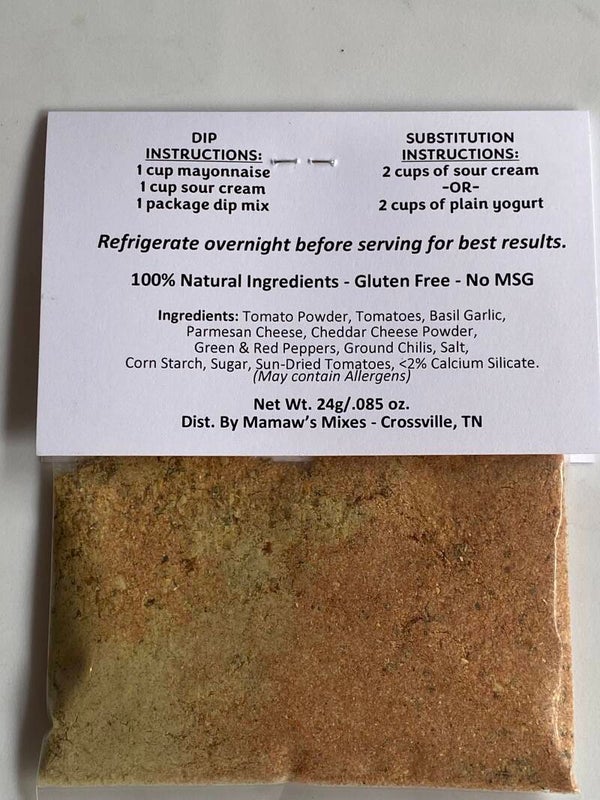 DIP
INSTRUCTIONS:
1 cup mayonnaise
1 cup sour cream
1 package dip mix
SUBSTITUTION
INSTRUCTIONS:
2 cups of sour cream
-OR-
2 cups of plain yogurt
Refrigerate overnight before serving for best results.
100% Natural Ingredients - Gluten Free - No MSG
Ingredients: Tomato Powder, Tomatoes, Basil Garlic,
Parmesan Cheese, Cheddar Cheese Powder,
Green & Red Peppers, Ground Chilis, Salt,
Corn Starch, Sugar, Sun-Dried Tomatoes, <2% Calcium Silicate.
(May contain Allergens)
Net Wt. 24g/.085 oz.
Dist. By Mamaw's Mixes - Crossville, TN